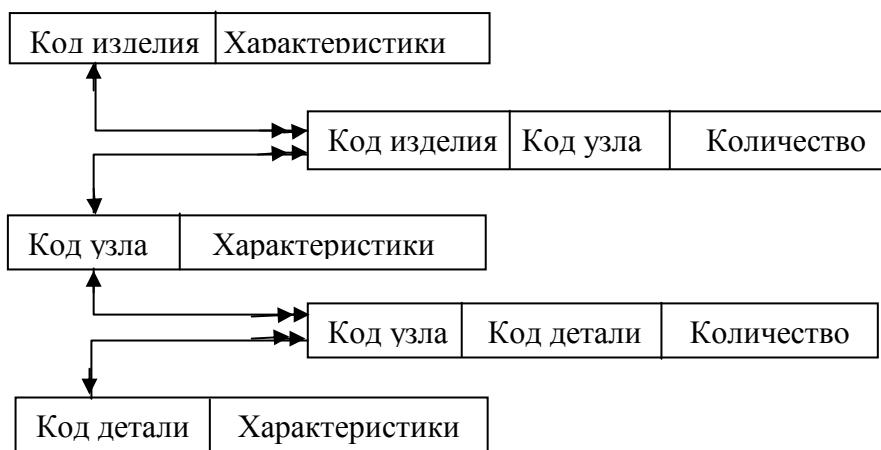 Код изделия Характеристики
Код изделия Код узла Количество
Код узла Характеристики
Код узла Код детали Количество
Код детали Характеристики